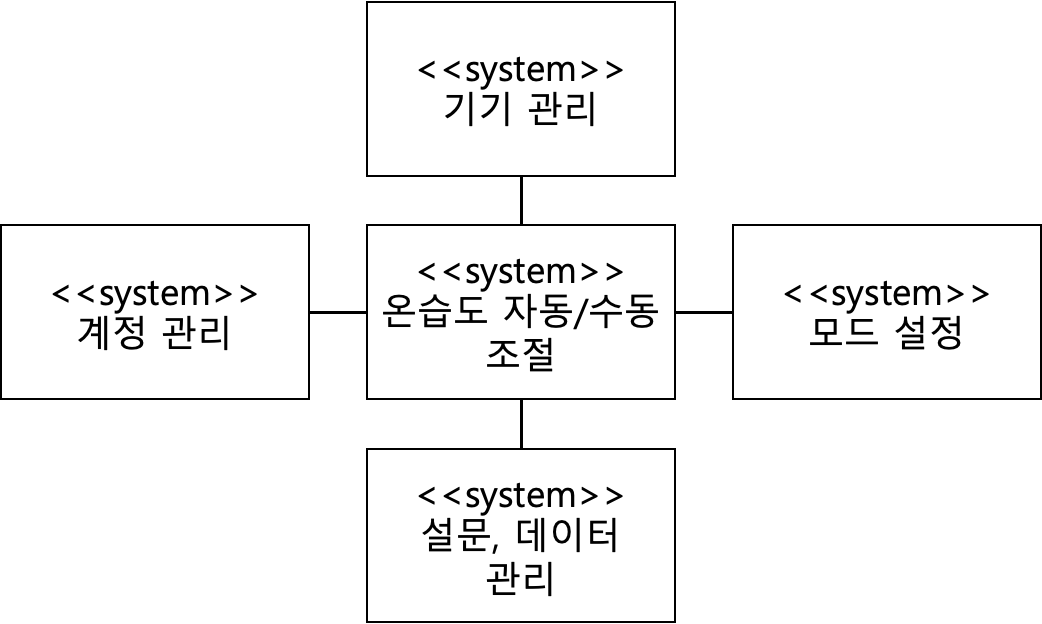 <<system>>
기기 관리
<<system>>
계정 관리
<<system>>
온습도 자동/수동
조절
<<system>>
모드 설정
<<system>>
설문, 데이터
관리